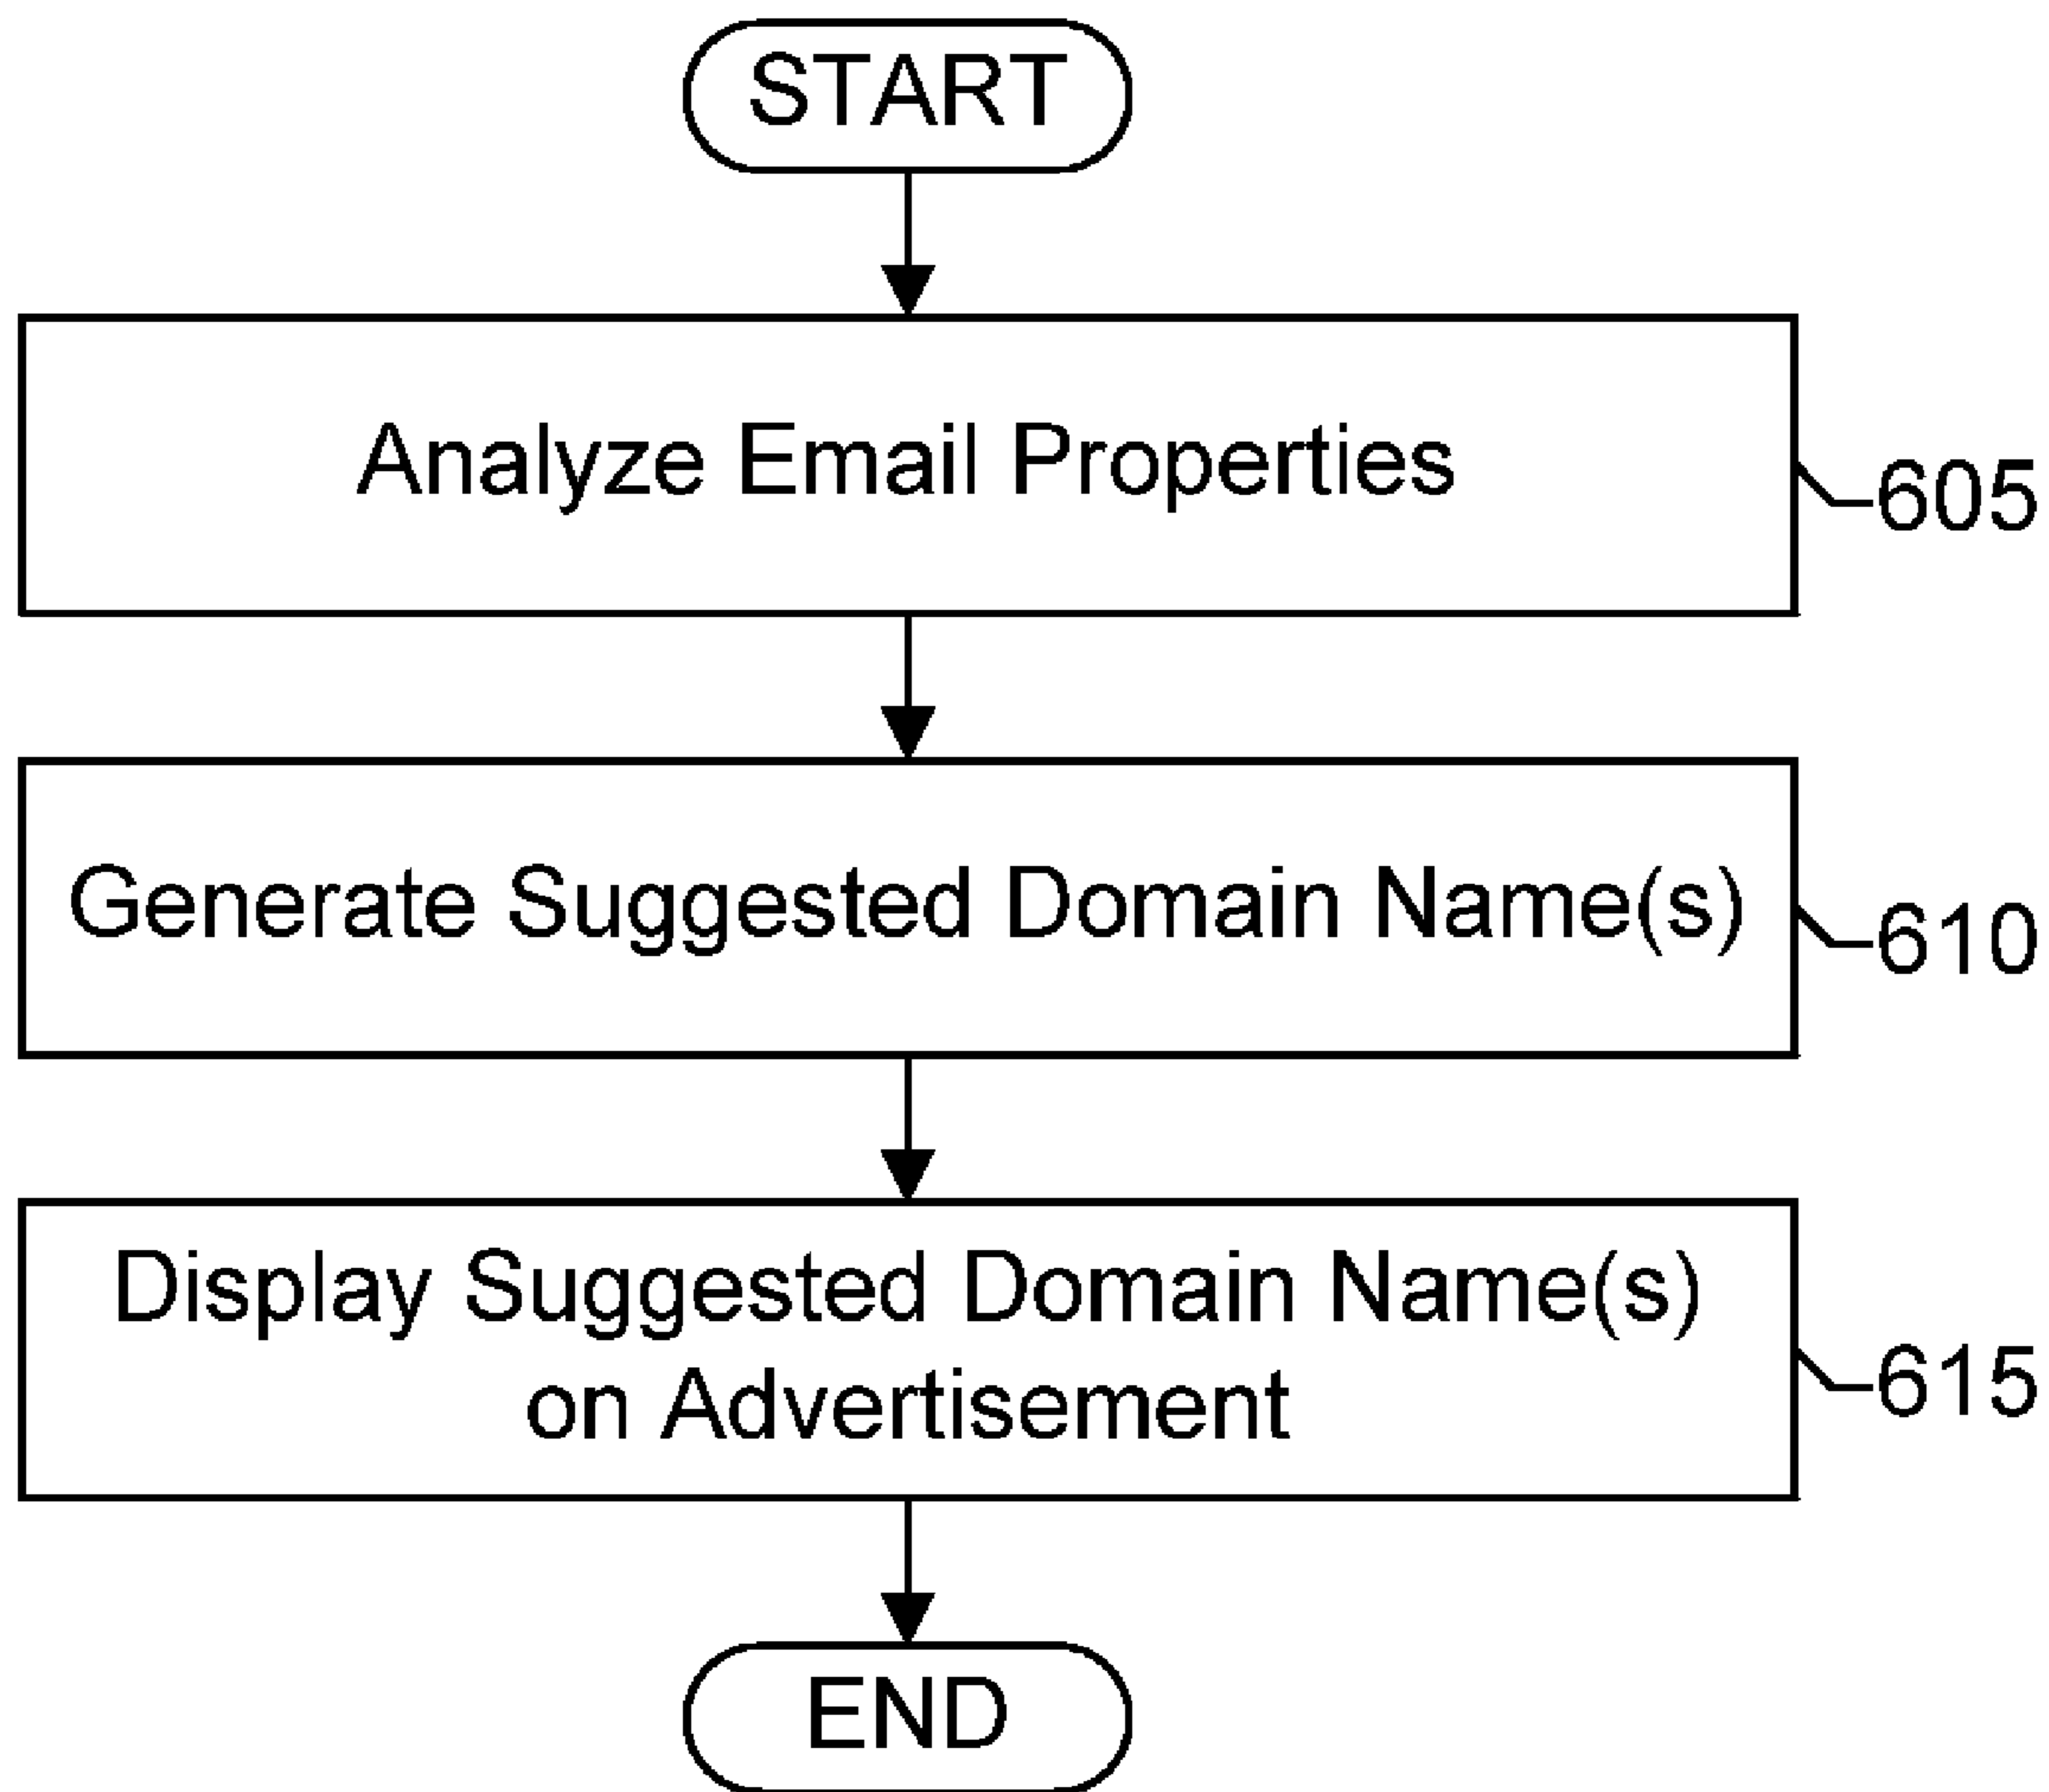 START
Analyze Email Properties
605
Generate Suggested Domain Name(s)
610
Display Suggested Domain Name(s)
on Advertisement
615
END